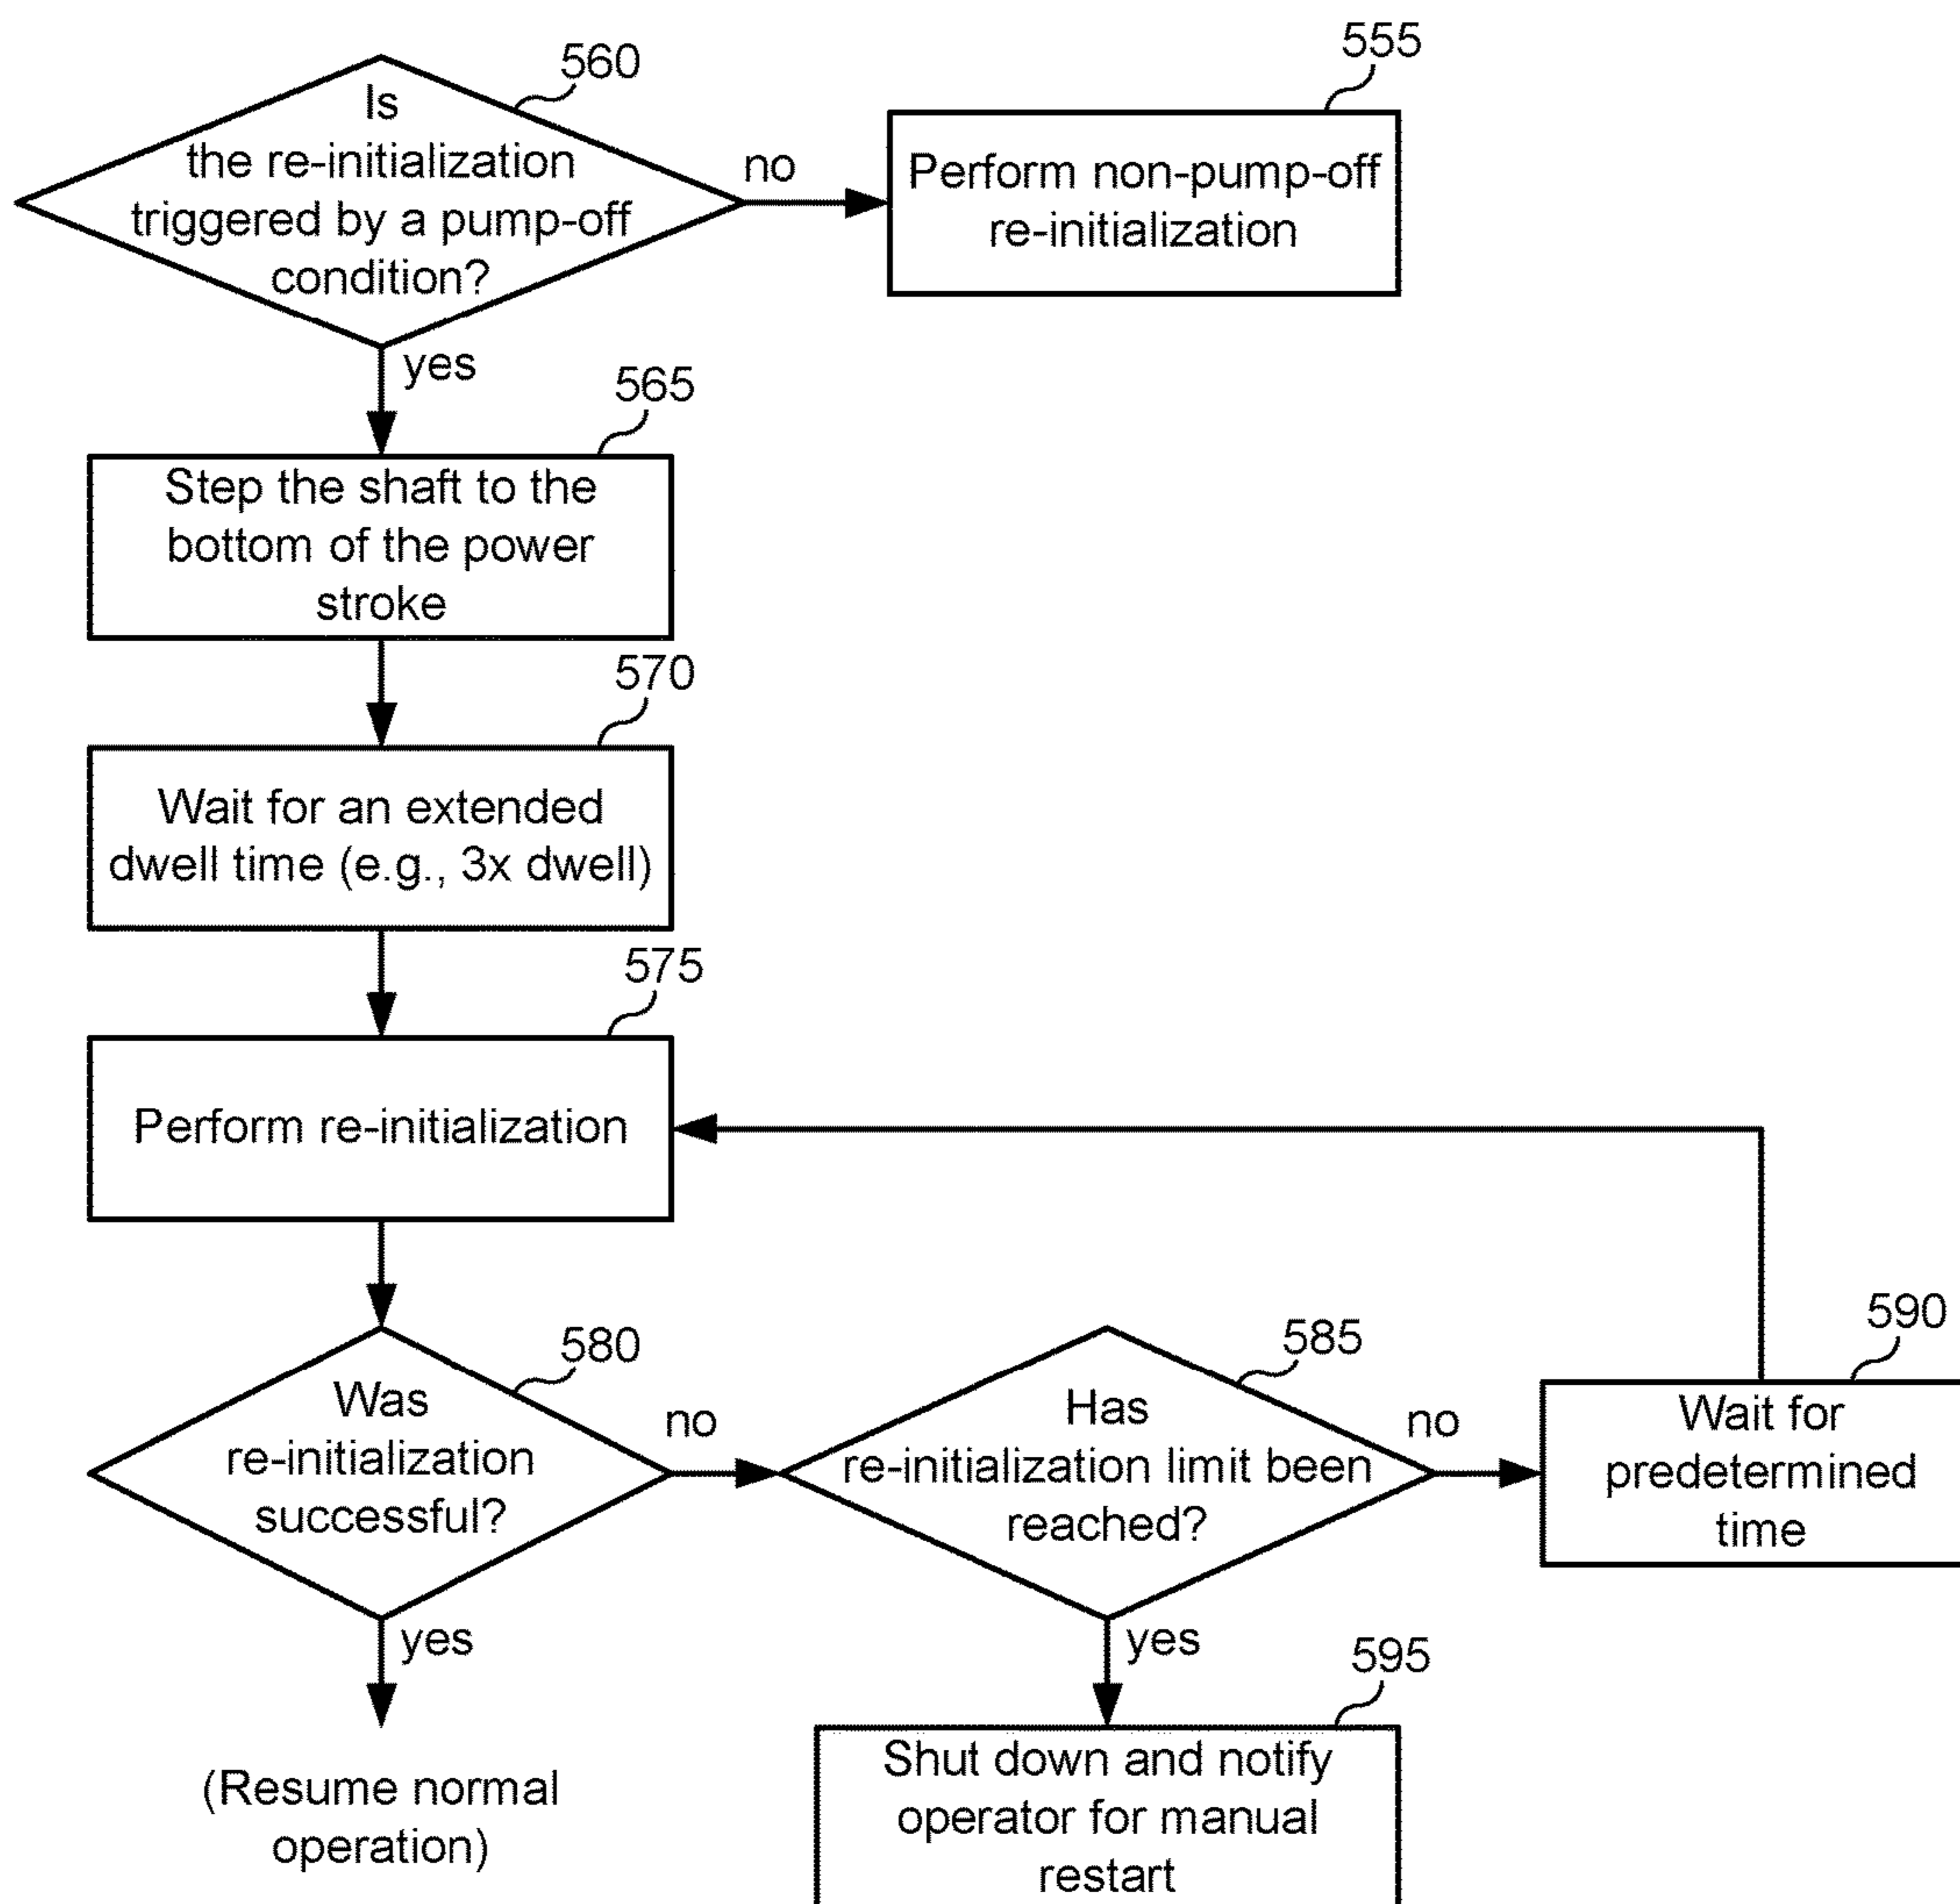 560
Is
the re-initialization
triggered by a pump-off
condition?
no
555
Perform non-pump-off
re-initialization
yes
565
Step the shaft to the
bottom of the power
stroke
570
Wait for an extended
dwell time (e.g., 3x dwell)
575
Perform re-initialization
580
Was
re-initialization
successful?
no
585
Has
re-initialization limit been
reached?
no
590
Wait for
predetermined
time
yes
(Resume normal
operation)
yes
595
Shut down and notify
operator for manual
restart